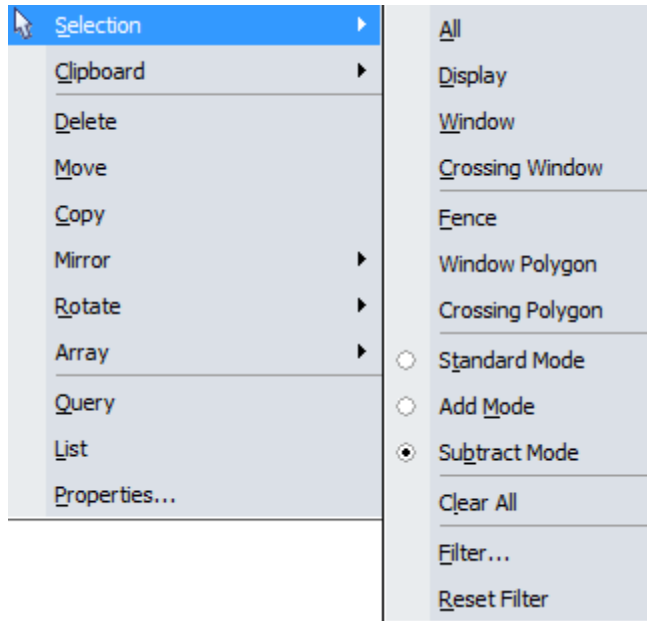 Selection
Clipboard
Delete
Move
Copy
Mirror
Rotate
Array
Query
List
Properties...
All
Display
Window
Crossing Window
Fence
Window Polygon
Crossing Polygon
Standard Mode
Add Mode
Subtract Mode
Clear All
Filter...
Reset Filter